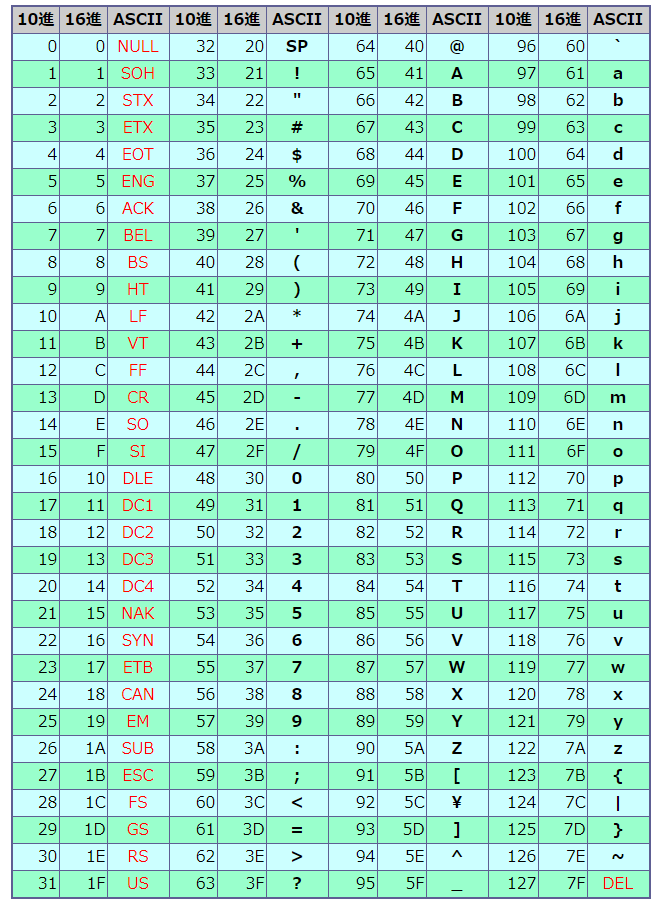 10進 16進 ASCII 10進 16進 ASCII 10進 16進 ASCII 10進 16進 ASCII
0 0 NULL 32 20 SP 64 40 @ 96 60 `
1 1 SOH 33 21 ! 65 41 A 97 61 a
2 2 STX 34 22 " 66 42 B 98 62 b
3 3 ETX 35 23 # 67 43 C 99 63 c
4 4 EOT 36 24 $ 68 44 D 100 64 d
5 5 ENG 37 25 % 69 45 E 101 65 e
6 6 ACK 38 26 & 70 46 F 102 66 f
7 7 BEL 39 27 ' 71 47 G 103 67 g
8 8 BS 40 28 ( 72 48 H 104 68 h
9 9 HT 41 29 ) 73 49 I 105 69 i
10 A LF 42 2A * 74 4A J 106 6A j
11 B VT 43 2B + 75 4B K 107 6B k
12 C FF 44 2C , 76 4C L 108 6C l
13 D CR 45 2D - 77 4D M 109 6D m
14 E SO 46 2E . 78 4E N 110 6E n
15 F SI 47 2F / 79 4F O 111 6F o
16 10 DLE 48 30 0 80 50 P 112 70 p
17 11 DC1 49 31 1 81 51 Q 113 71 q
18 12 DC2 50 32 2 82 52 R 114 72 r
19 13 DC3 51 33 3 83 53 S 115 73 s
20 14 DC4 52 34 4 84 54 T 116 74 t
21 15 NAK 53 35 5 85 55 U 117 75 u
22 16 SYN 54 36 6 86 56 V 118 76 v
23 17 ETB 55 37 7 87 57 W 119 77 w
24 18 CAN 56 38 8 88 58 X 120 78 x
25 19 EM 57 39 9 89 59 Y 121 79 y
26 1A SUB 58 3A : 90 5A Z 122 7A z
27 1B ESC 59 3B ; 91 5B [ 123 7B {
28 1C FS 60 3C < 92 5C ¥ 124 7C |
29 1D GS 61 3D = 93 5D ] 125 7D }
30 1E RS 62 3E > 94 5E ^ 126 7E ~
31 1F US 63 3F ? 95 5F _ 127 7F DEL